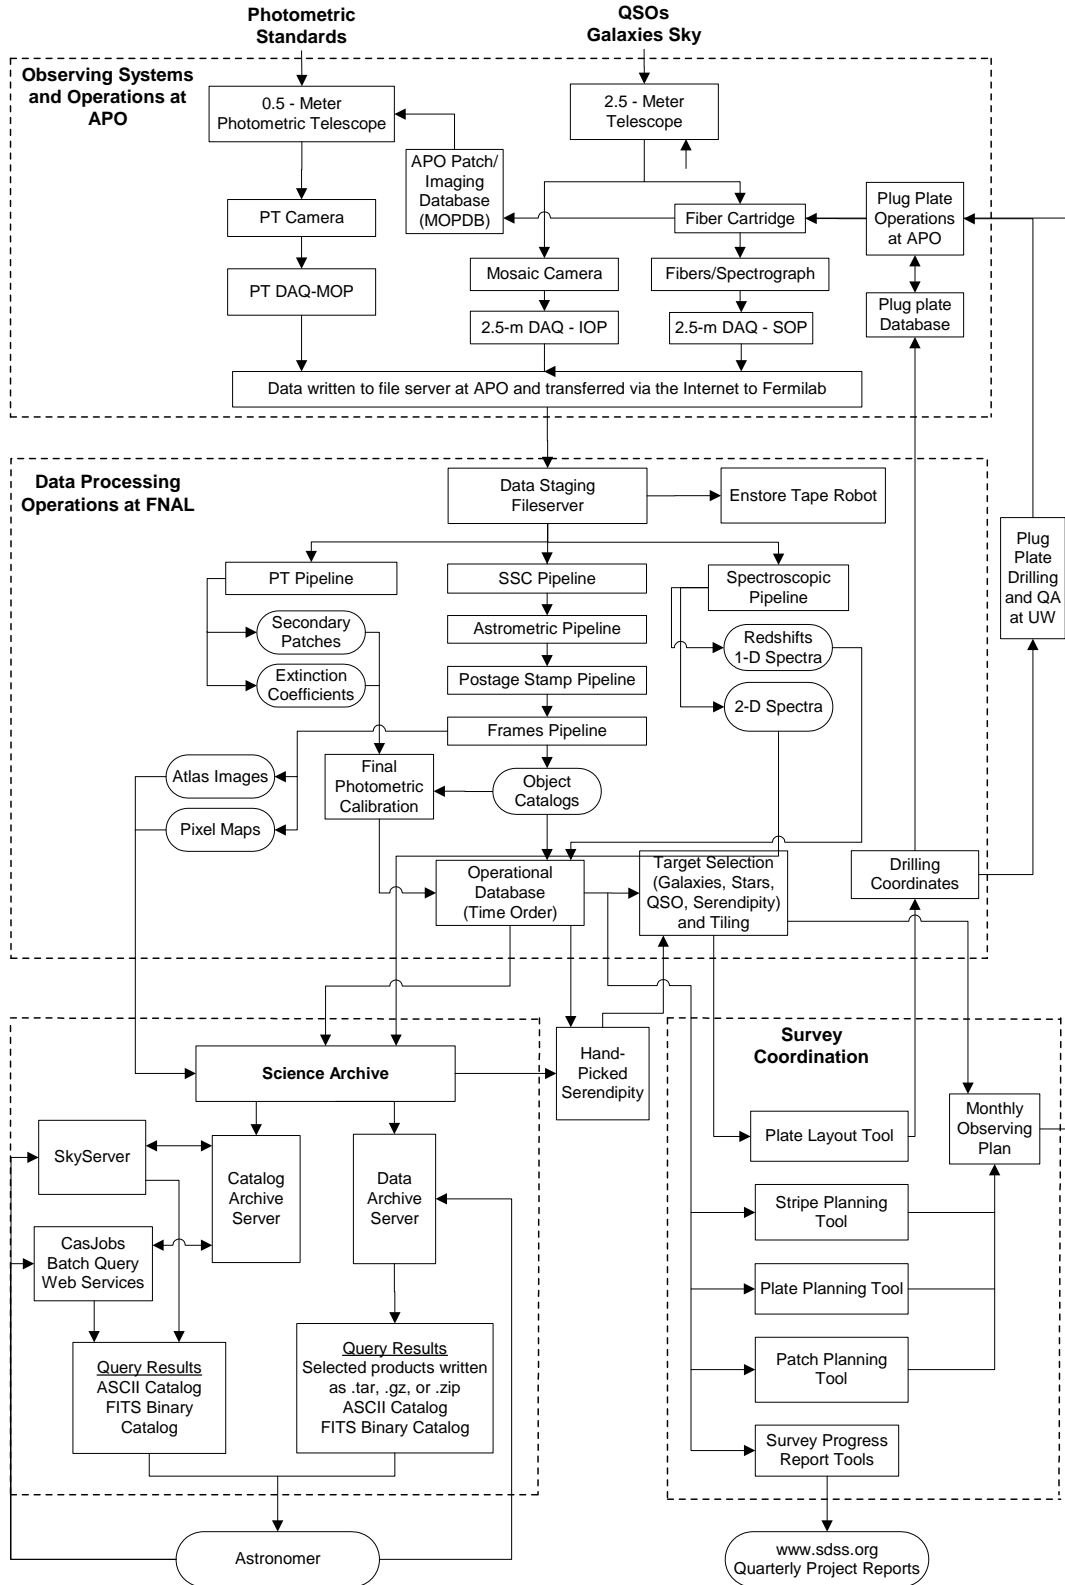 Photometric
Standards
QSOs
Galaxies Sky
Observing Systems
and Operations at
APO
0.5 - Meter
Photometric Telescope
2.5 - Meter
Telescope
APO Patch/
Imaging
Database
(MOPDB)
PT Camera
Fiber Cartridge
Plug Plate
Operations
at APO
Mosaic Camera
Fibers/Spectrograph
PT DAQ-MOP
Plug plate
Database
2.5-m DAQ - IOP
2.5-m DAQ - SOP
Data written to file server at APO and transferred via the Internet to Fermilab
Data Processing
Operations at FNAL
Data Staging
Fileserver
Enstore Tape Robot
Plug
Plate
Drilling
and QA
at UW
PT Pipeline
SSC Pipeline
Spectroscopic
Pipeline
Secondary
Patches
Astrometric Pipeline
Redshifts
1-D Spectra
Extinction
Coefficients
Postage Stamp Pipeline
2-D Spectra
Frames Pipeline
Atlas Images
Final
Photometric
Calibration
Object
Catalogs
Pixel Maps
Operational
Database
(Time Order)
Target Selection
(Galaxies, Stars,
QSO, Serendipity)
and Tiling
Drilling
Coordinates
Science Archive
Hand-
Picked
Serendipity
Survey
Coordination
SkyServer
Catalog
Archive
Server
Data
Archive
Server
Plate Layout Tool
Monthly
Observing
Plan
CasJobs
Batch Query
Web Services
Stripe Planning
Tool
Plate Planning Tool
Query Results
ASCII Catalog
FITS Binary
Catalog
Query Results
Selected products written
as .tar, .gz, or .zip
ASCII Catalog
FITS Binary Catalog
Patch Planning
Tool
Survey Progress
Report Tools
Astronomer
www.sdss.org
Quarterly Project Reports